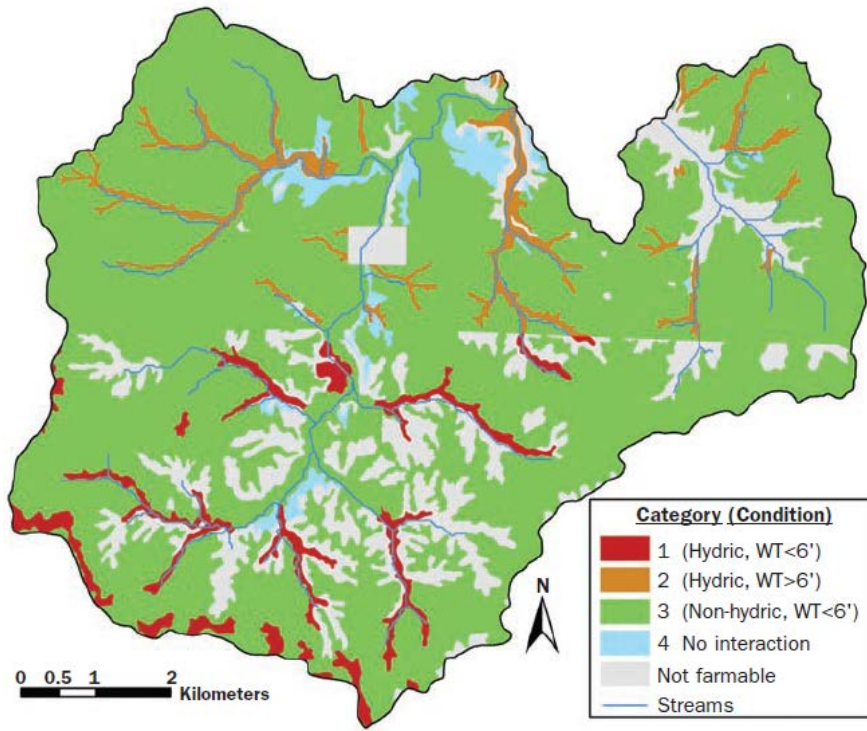 Category (Condition)
1 (Hydric, WT<6')
2 (Hydric, WT>6')
3 (Non-hydric, WT<6')
4 No interaction
Not farmable
Streams
N
0 0.5 1 2
Kilometers